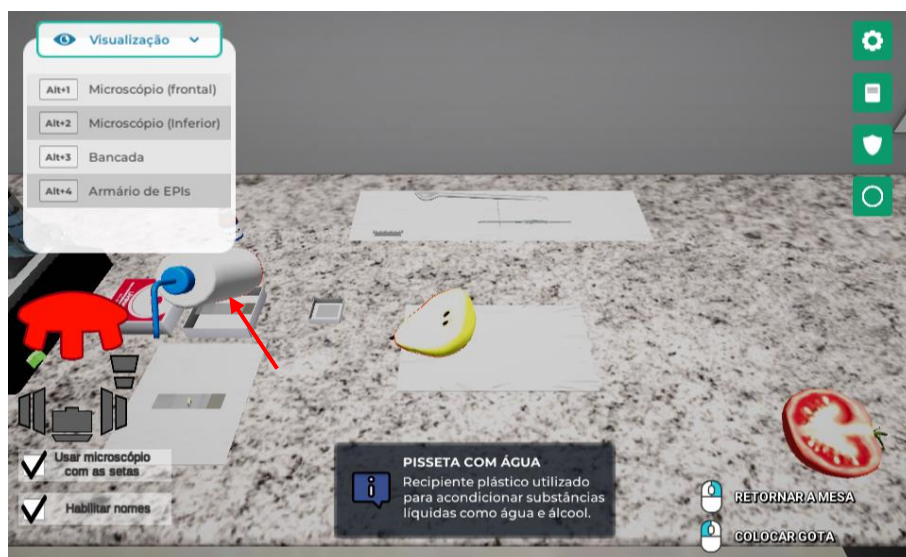 Visualização
Alt+1 Microscópio (frontal)
Alt+2 Microscópio (Inferior)
Alt+3 Bancada
Alt+4 Armário de EPIs
Usar microscópio
com as setas
Habilitar nomes
PISSETA COM ÁGUA
Recipiente plástico utilizado
para acondicionar substâncias
líquidas como água e álcool.
RETORNAR A MESA
COLOCAR GOTA